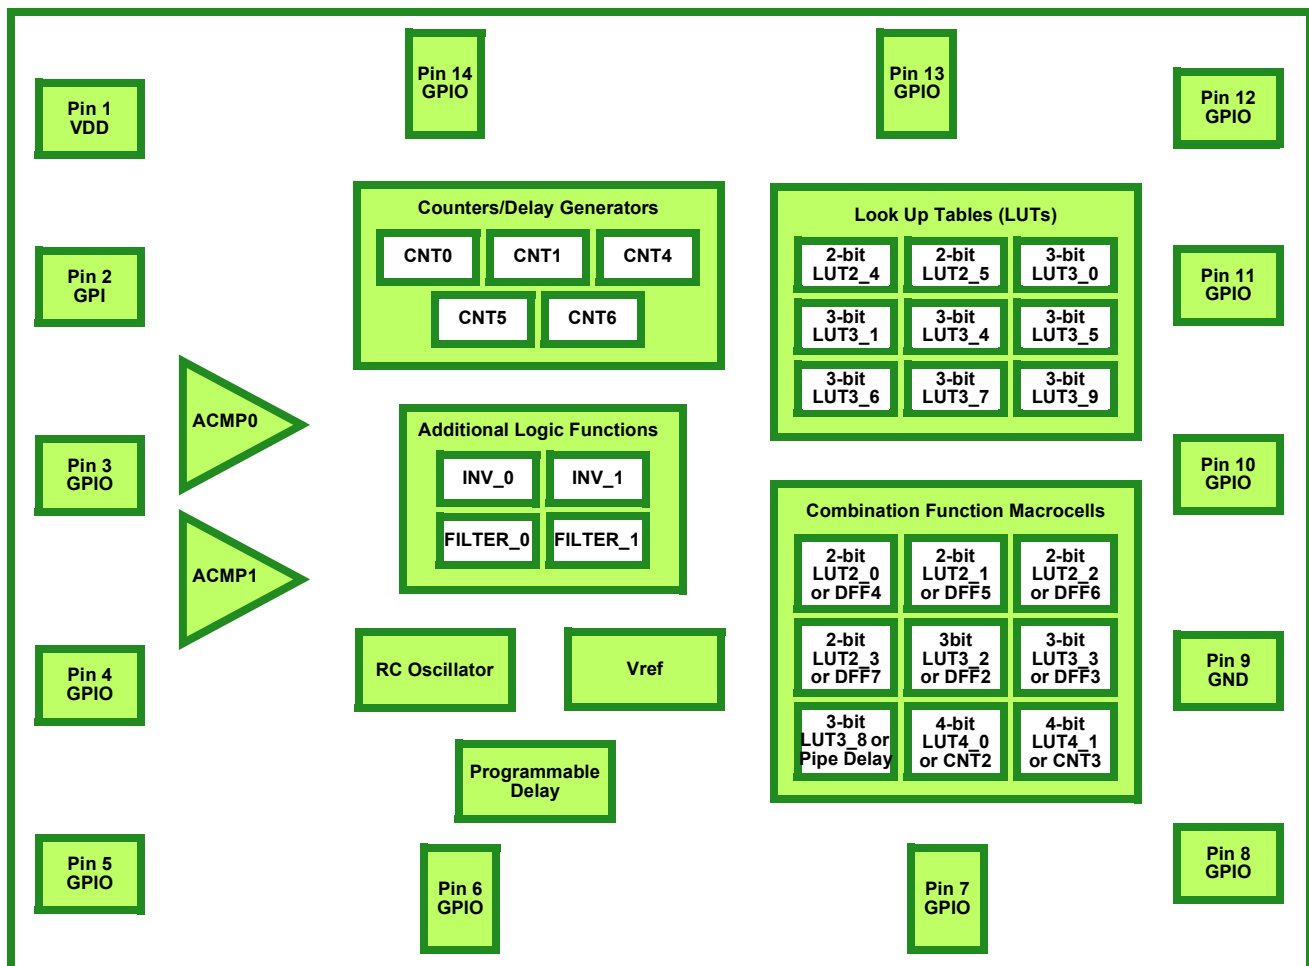 Pin 14
GPIO
Pin 13
GPIO
Pin 1
VDD
Pin 12
GPIO
Counters/Delay Generators
CNT0
CNT1
CNT4
CNT5
CNT6
Look Up Tables (LUTs)
2-bit
LUT2_4
2-bit
LUT2_5
3-bit
LUT3_0
3-bit
LUT3_1
3-bit
LUT3_4
3-bit
LUT3_5
3-bit
LUT3_6
3-bit
LUT3_7
3-bit
LUT3_9
Pin 2
GPI
Pin 11
GPIO
ACMP0
Additional Logic Functions
INV_0
INV_1
FILTER_0
FILTER_1
Pin 3
GPIO
Pin 10
GPIO
ACMP1
Combination Function Macrocells
2-bit
LUT2_0
or DFF4
2-bit
LUT2_1
or DFF5
2-bit
LUT2_2
or DFF6
2-bit
LUT2_3
or DFF7
3bit
LUT3_2
or DFF2
3-bit
LUT3_3
or DFF3
3-bit
LUT3_8 or
Pipe Delay
4-bit
LUT4_0
or CNT2
4-bit
LUT4_1
or CNT3
RC Oscillator
Vref
Pin 4
GPIO
Pin 9
GND
Programmable
Delay
Pin 5
GPIO
Pin 6
GPIO
Pin 7
GPIO
Pin 8
GPIO